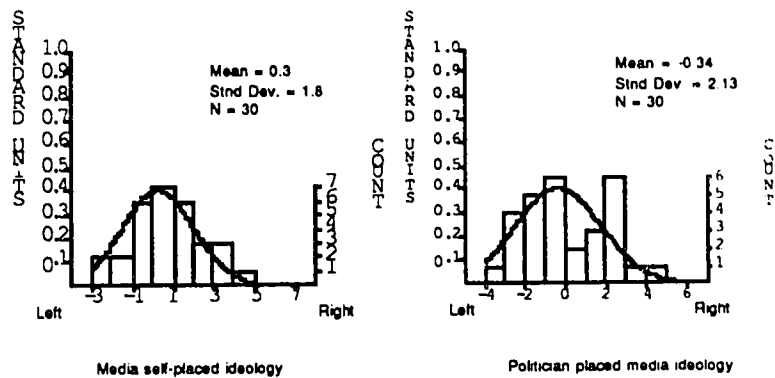 STANDARD UNITS
1.0
0.9
0.8
0.7
0.6
0.5
0.4
0.3
0.2
0.1
Mean = 0.3
Stnd Dev. = 1.8
N = 30
COUNT
7
6
5
4
3
2
1
-3 -1 1 3 5 7
Left Right
Media self-placed ideology
STANDARD UNITS
1.0
0.9
0.8
0.7
0.6
0.5
0.4
0.3
0.2
0.1
Mean = -0 34
Stnd Dev = 2.13
N = 30
COUNT
6
5
4
3
2
1
-4 -2 0 2 4 6
Left Right
Politician placed media ideology